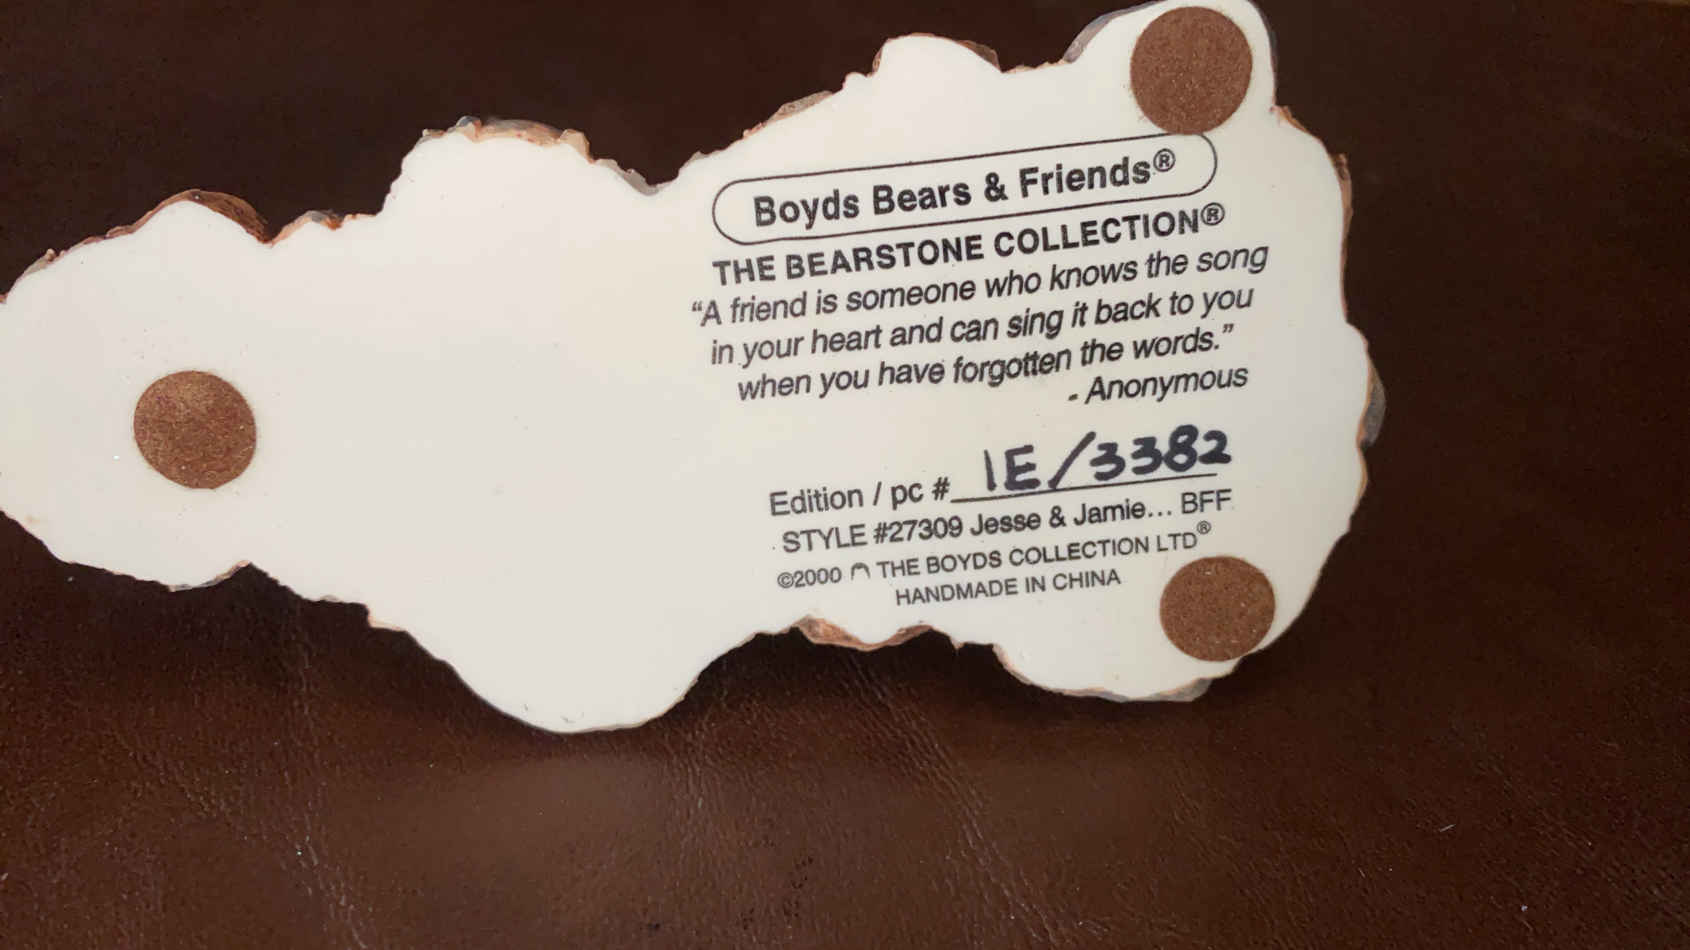 Boyds Bears & Friends®
THE BEARSTONE COLLECTION®
“A friend is someone who knows the song
in your heart and can sing it back to you
when you have forgotten the words.”
- Anonymous
Edition / pc # 1E/3382
STYLE #27309 Jesse & Jamie... BFF
©2000 THE BOYDS COLLECTION LTD®
HANDMADE IN CHINA